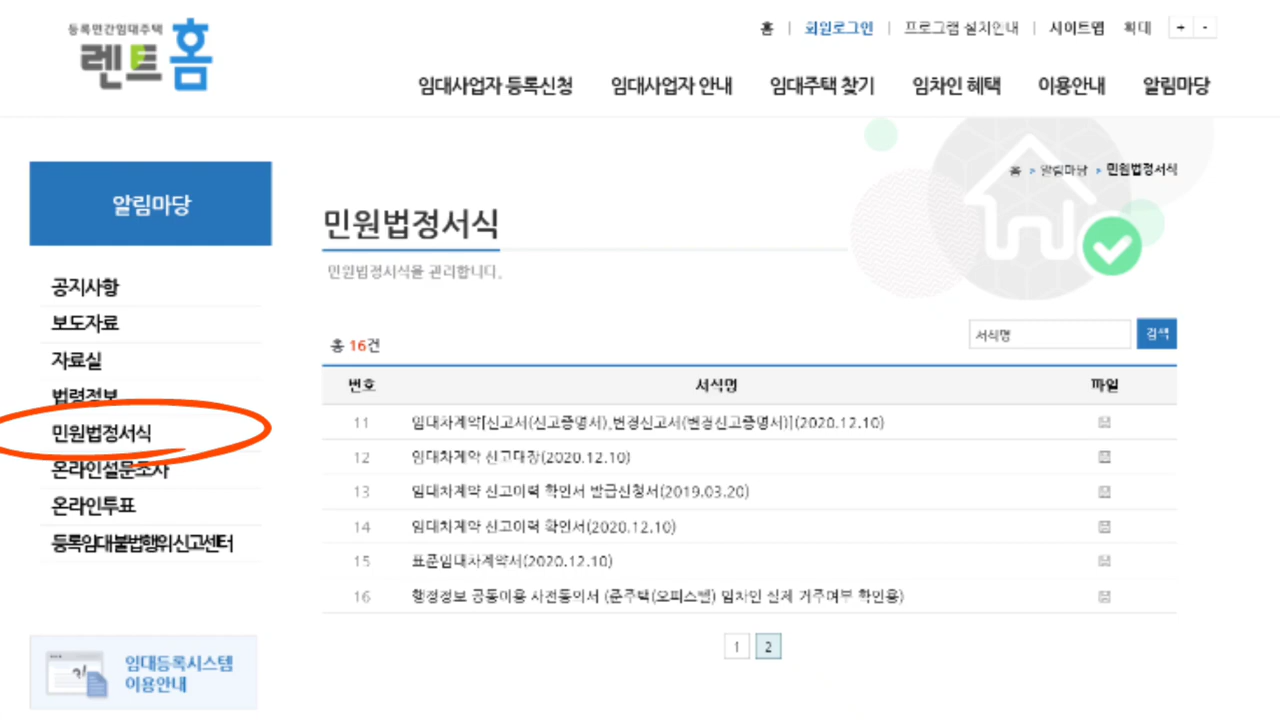 등록민간임대주택
렌트홈
홈 | 회원로그인 | 프로그램 설치안내 | 사이트맵 확대 + -
임대사업자 등록신청 임대사업자 안내 임대주택 찾기 임차인 혜택 이용안내 알림마당
홈 > 알림마당 > 민원법정서식
알림마당
공지사항
보도자료
자료실
법령정보
민원법정서식
온라인설문조사
온라인투표
등록임대불법행위신고센터
임대등록시스템
이용안내
민원법정서식
민원법정서식을 관리합니다.
총 16건
서식명 검색
번호 서식명 파일
11 임대차계약[신고서(신고증명서),변경신고서(변경신고증명서)](2020.12.10)
12 임대차계약 신고대장(2020.12.10)
13 임대차계약 신고이력 확인서 발급신청서(2019.03.20)
14 임대차계약 신고이력 확인서(2020.12.10)
15 표준임대차계약서(2020.12.10)
16 행정정보 공동이용 사전동의서 (준주택(오피스텔) 임차인 실제 거주여부 확인용)
1 2